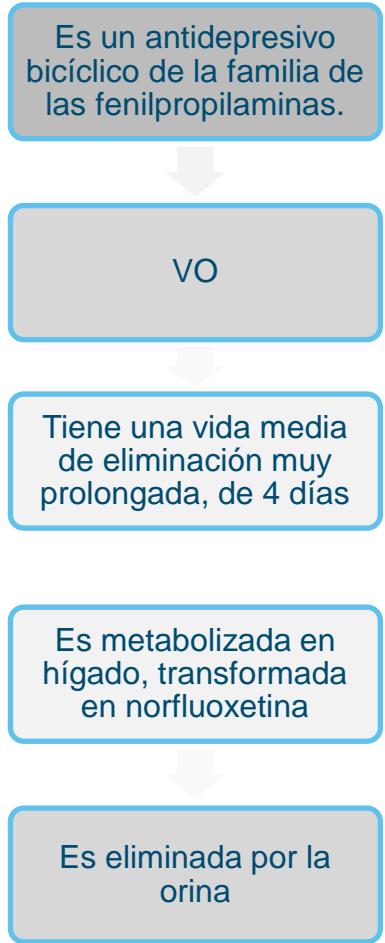 Es un antidepresivo
bicíclico de la familia de
las fenilpropilaminas.
VO
Tiene una vida media
de eliminación muy
prolongada, de 4 días
Es metabolizada en
hígado, transformada
en norfluoxetina
Es eliminada por la
orina